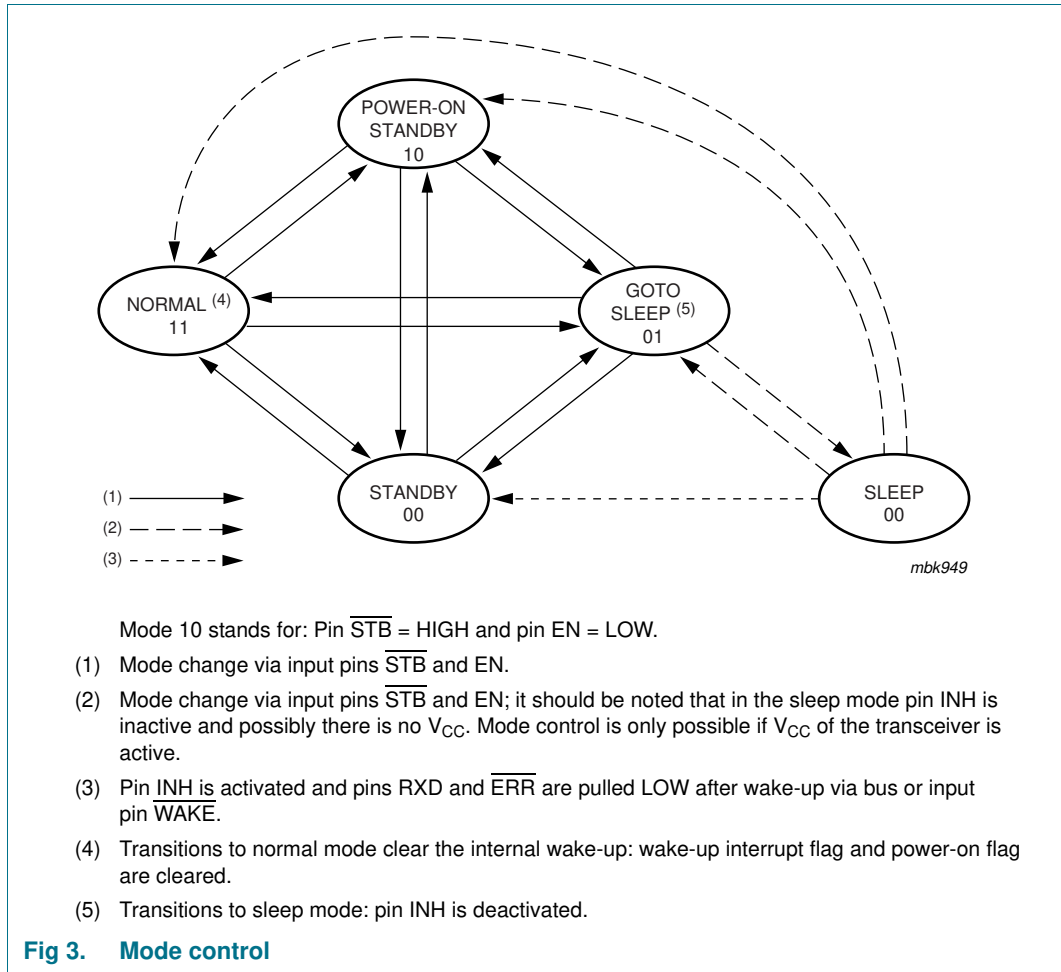 POWER-ON
STANDBY
10
NORMAL (4)
11
GOTO
SLEEP (5)
01
STANDBY
00
SLEEP
00
(1)
(2)
(3)
mbk949
Mode 10 stands for: Pin STB = HIGH and pin EN = LOW.
(1) Mode change via input pins STB and EN.
(2) Mode change via input pins STB and EN; it should be noted that in the sleep mode pin INH is
inactive and possibly there is no VCC. Mode control is only possible if VCC of the transceiver is
active.
(3) Pin INH is activated and pins RXD and ERR are pulled LOW after wake-up via bus or input
pin WAKE.
(4) Transitions to normal mode clear the internal wake-up: wake-up interrupt flag and power-on flag
are cleared.
(5) Transitions to sleep mode: pin INH is deactivated.
Fig 3. Mode control